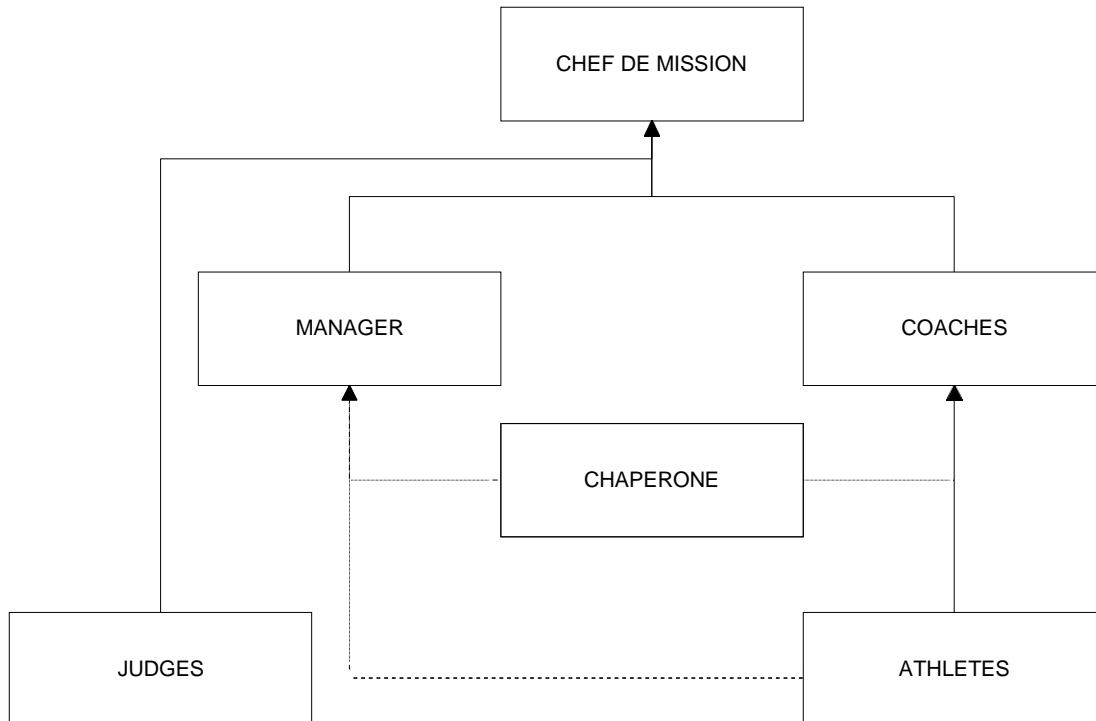 CHEF DE MISSION
MANAGER
COACHES
CHAPERONE
JUDGES
ATHLETES